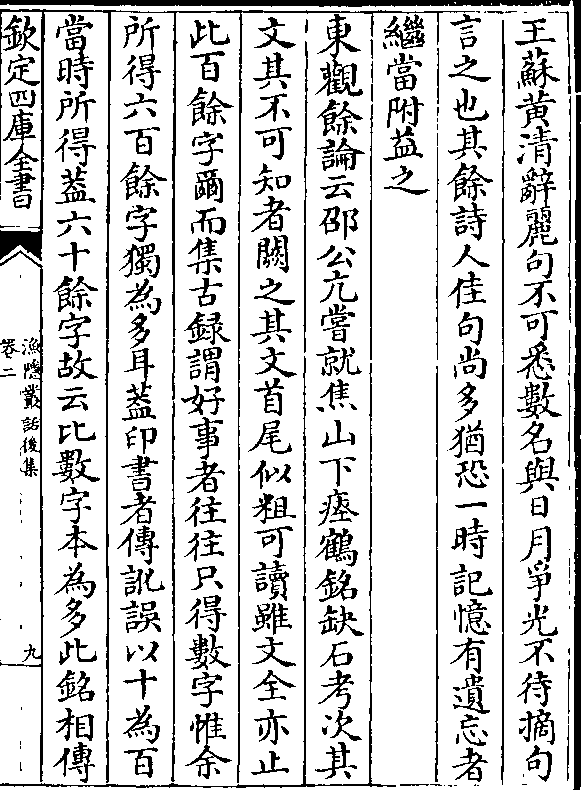 王蘇黄清辭麗句不可悉數名與日月爭光不待摘句
言之也其餘詩人佳句尚多猶恐一時記憶有遺忘者
繼當附益之
東觀餘論云邵公亢嘗就焦山下瘞鶴銘缺石考次其
文其不可知者闕之其文首尾似粗可讀雖文全亦止
此百餘字爾而集古録謂好事者往往只得數字惟余
所得六百餘字獨為多耳蓋印書者傳訛誤以十為百
當時所得蓋六十餘字故云比數字本為多此銘相傳
欽定四庫全書
漁隱叢話後集
卷二
九